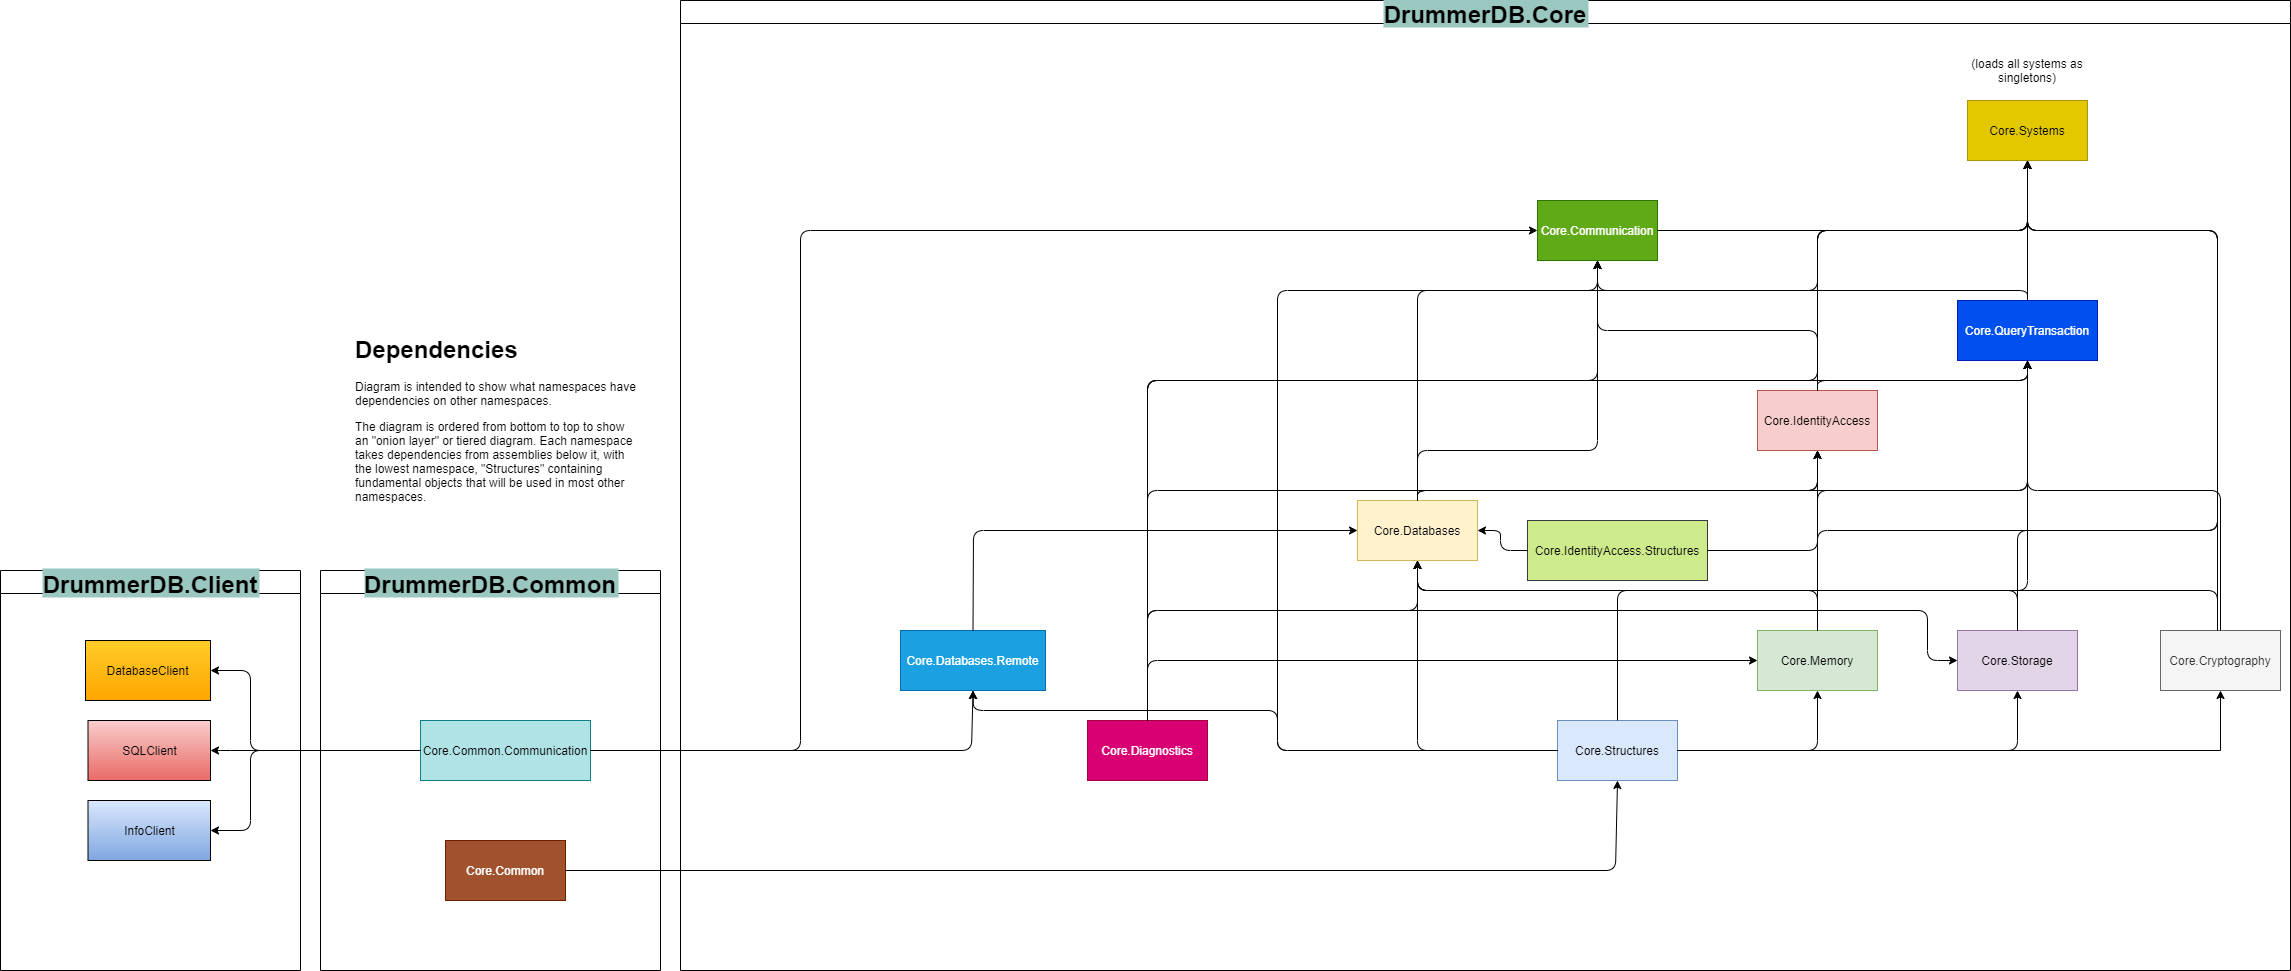 DrummerDB.Core
(loads all systems as
singletons)
Core.Systems
Core.Communication
Core.QueryTransaction
Dependencies
Diagram is intended to show what namespaces have
dependencies on other namespaces.
The diagram is ordered from bottom to top to show
an "onion layer" or tiered diagram. Each namespace
takes dependencies from assemblies below it, with
the lowest namespace, "Structures" containing
fundamental objects that will be used in most other
namespaces.
Core.IdentityAccess
Core.Databases
Core.IdentityAccess.Structures
DrummerDB.Client
DrummerDB.Common
DatabaseClient
SQLClient
InfoClient
Core.Common.Communication
Core.Common
Core.Databases.Remote
Core.Memory
Core.Storage
Core.Cryptography
Core.Diagnostics
Core.Structures